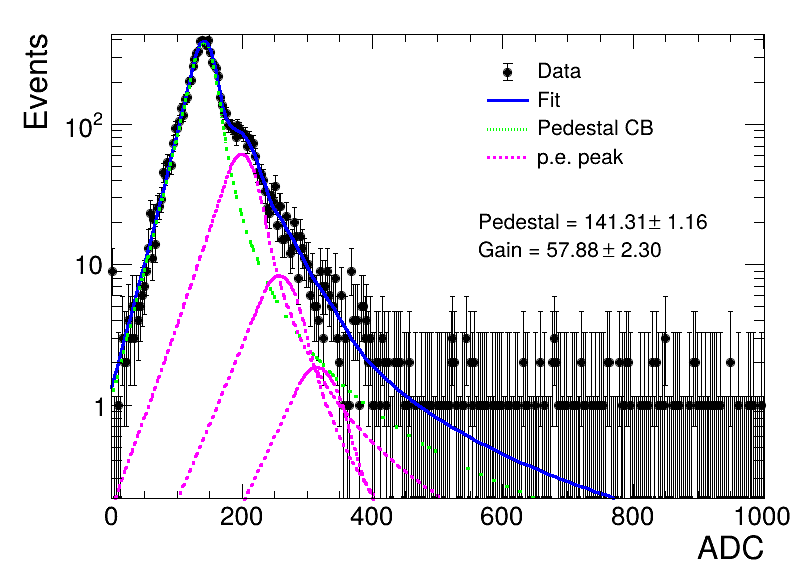 Events
10²
10
1
Data
Fit
Pedestal CB
p.e. peak
Pedestal = 141.31± 1.16
Gain = 57.88 ± 2.30
0 200 400 600 800 1000
ADC